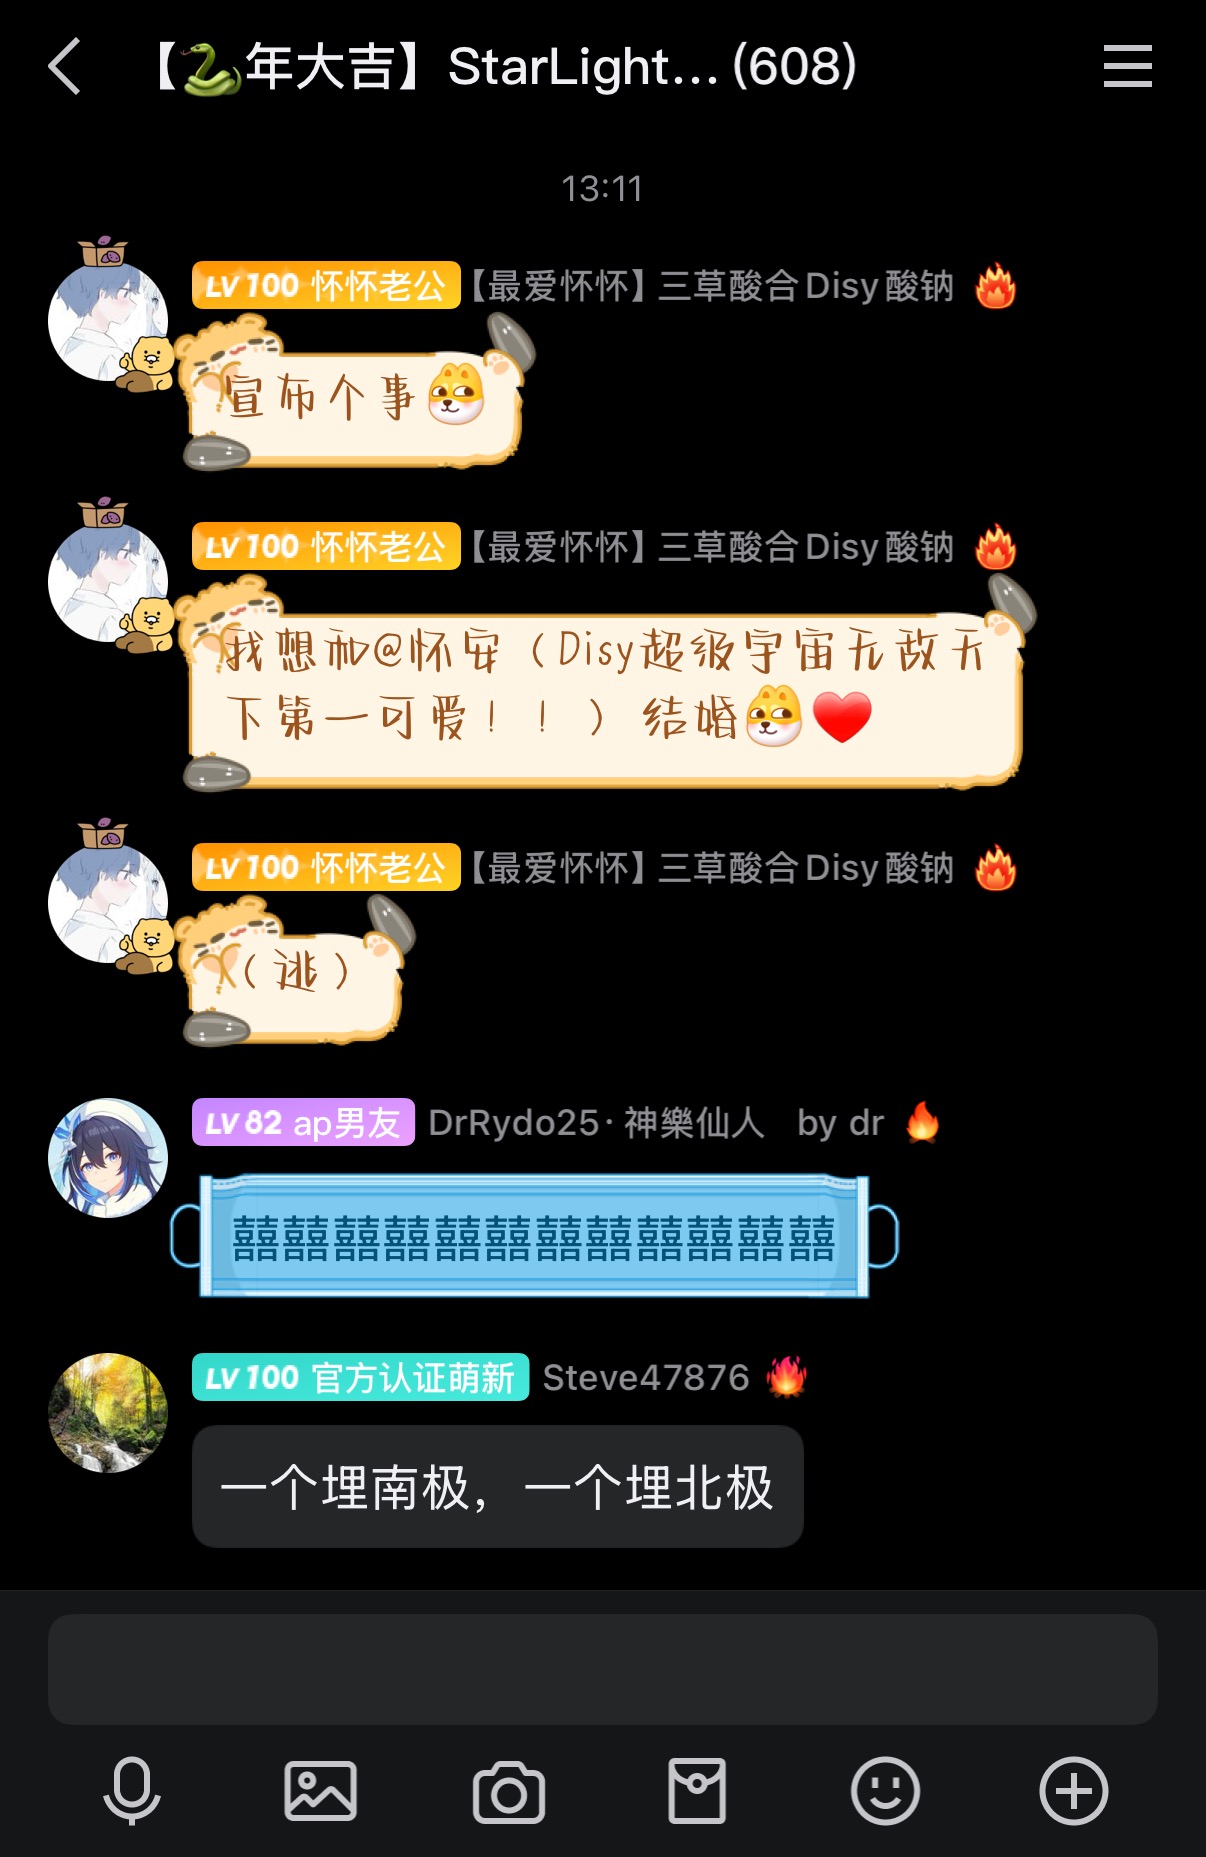 【🐍年大吉】StarLight... (608)
13:11
LV 100 怀怀老公 【最爱怀怀】三草酸合Disy酸钠 🔥
宣布个事
LV 100 怀怀老公 【最爱怀怀】三草酸合Disy酸钠 🔥
我想和@怀安（Disy超级宇宙无敌天
下第一可爱！！） 结婚❤️
LV 100 怀怀老公 【最爱怀怀】三草酸合Disy酸钠 🔥
（逃）
LV 82 ap男友 DrRydo25·神樂仙人 by dr 🔥
囍囍囍囍囍囍囍囍囍囍囍囍
LV 100 官方认证萌新 Steve47876 🔥
一个埋南极，一个埋北极